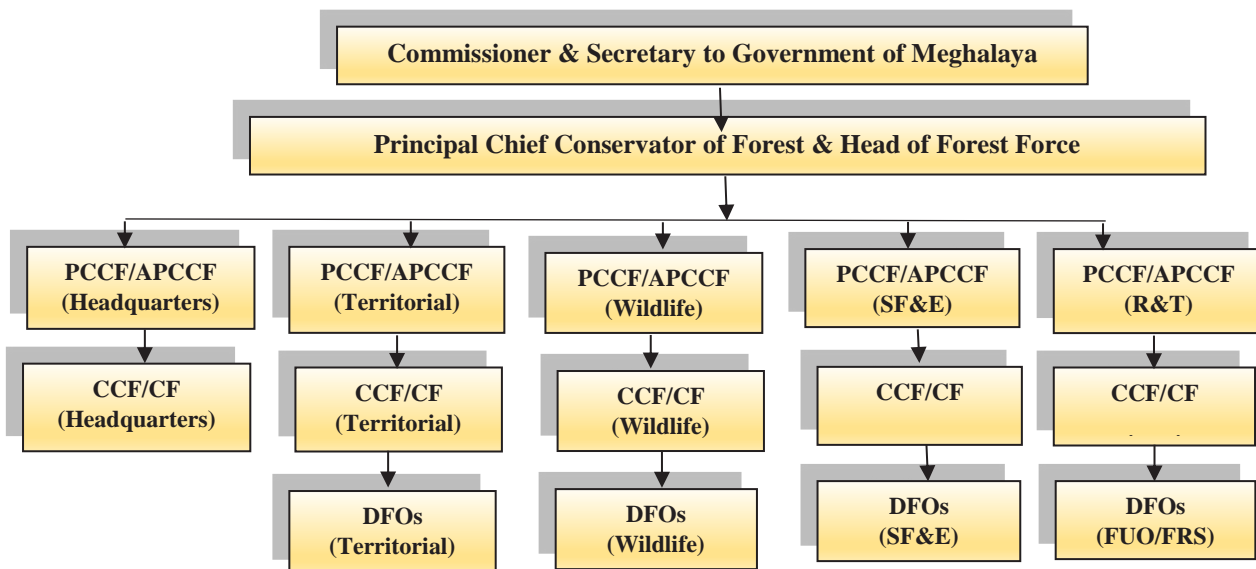 Commissioner & Secretary to Government of Meghalaya
Principal Chief Conservator of Forest & Head of Forest Force
PCCF/APCCF
(Headquarters)
PCCF/APCCF
(Territorial)
PCCF/APCCF
(Wildlife)
PCCF/APCCF
(SF&E)
PCCF/APCCF
(R&T)
CCF/CF
(Headquarters)
CCF/CF
(Territorial)
CCF/CF
(Wildlife)
CCF/CF
CCF/CF
DFOs
(Territorial)
DFOs
(Wildlife)
DFOs
(SF&E)
DFOs
(FUO/FRS)